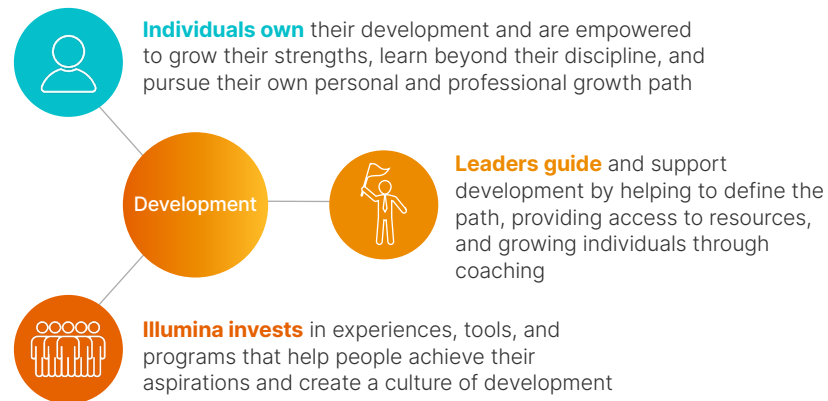 Individuals own their development and are empowered
to grow their strengths, learn beyond their discipline, and
pursue their own personal and professional growth path
Development
Leaders guide and support
development by helping to define the
path, providing access to resources,
and growing individuals through
coaching
Illumina invests in experiences, tools, and
programs that help people achieve their
aspirations and create a culture of development